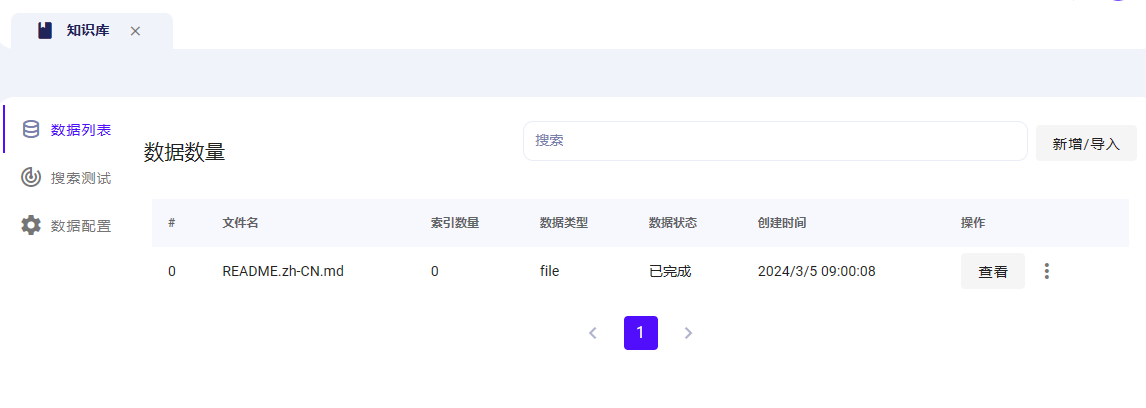 知识库
数据列表
搜索测试
数据配置
数据数量
搜索
新增/导入
# 文件名 索引数量 数据类型 数据状态 创建时间 操作
0 README.zh-CN.md 0 file 已完成 2024/3/5 09:00:08 查看
1